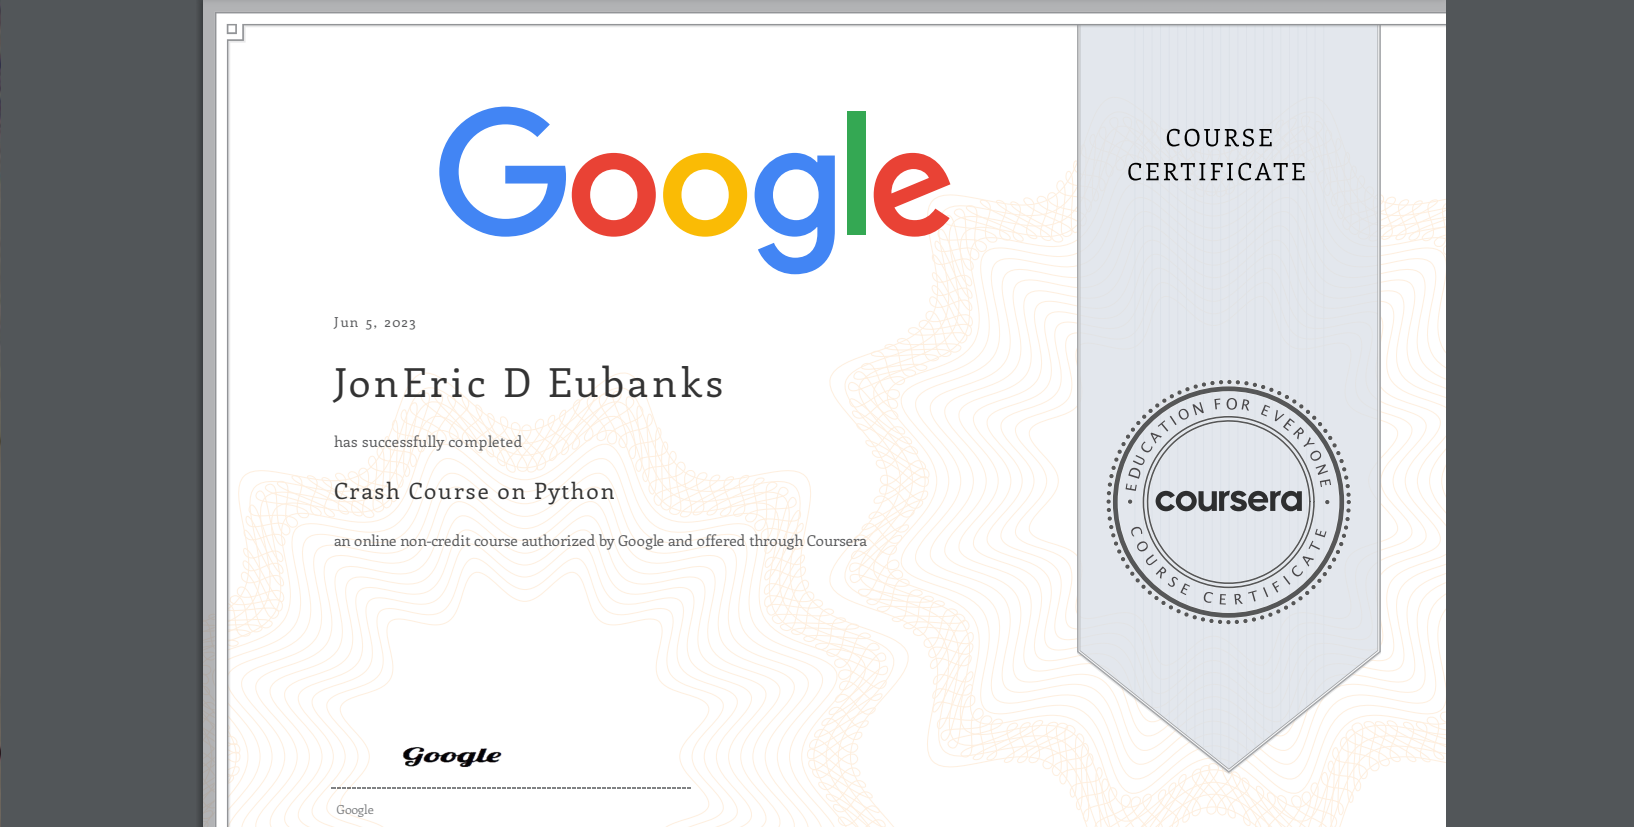 Google
COURSE
CERTIFICATE
Jun 5, 2023
JonEric D Eubanks
has successfully completed
Crash Course on Python
an online non-credit course authorized by Google and offered through Coursera
EDUCATION FOR EVERYONE
coursera
COURSE CERTIFICATE
Google
Google